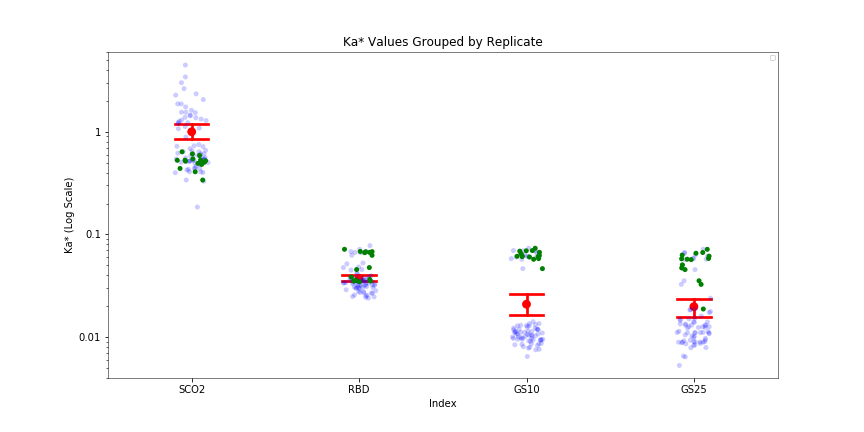 Ka* Values Grouped by Replicate
Ka* (Log Scale)
1
0.1
0.01
SCO2 RBD GS10 GS25
Index